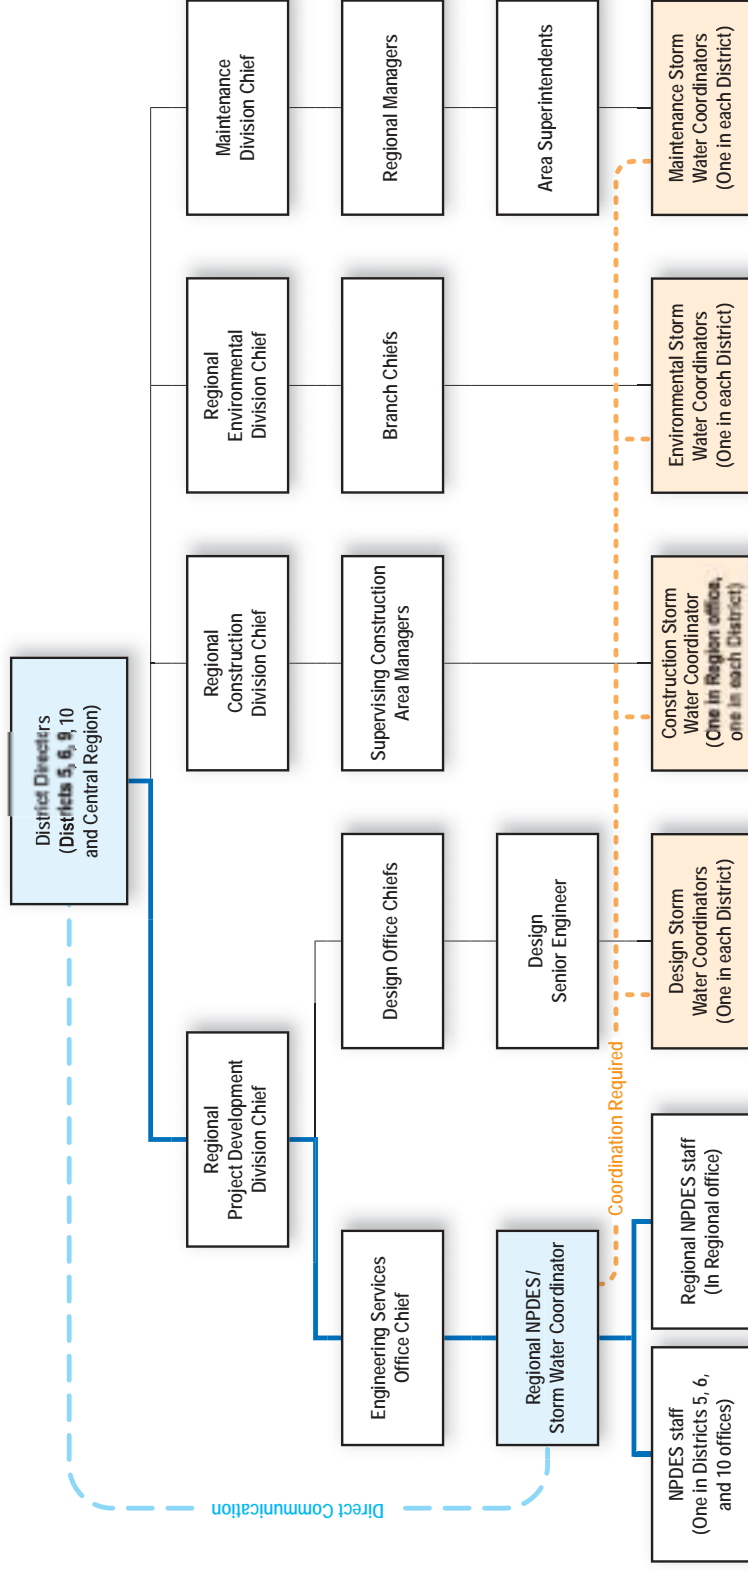 District Directors
(Districts 5, 6, 9, 10
and Central Region)
Regional
Project Development
Division Chief
Regional
Construction
Division Chief
Regional
Environmental
Division Chief
Maintenance
Division Chief
Engineering Services
Office Chief
Design Office Chiefs
Supervising Construction
Area Managers
Branch Chiefs
Regional Managers
Regional NPDES/
Storm Water Coordinator
Design
Senior Engineer
Area Superintendents
Direct Communication
Coordination Required
NPDES staff
(One in Districts 5, 6,
and 10 offices)
Regional NPDES staff
(In Regional office)
Design Storm
Water Coordinators
(One in each District)
Construction Storm
Water Coordinator
(One in Region office,
one in each District)
Environmental Storm
Water Coordinators
(One in each District)
Maintenance Storm
Water Coordinators
(One in each District)